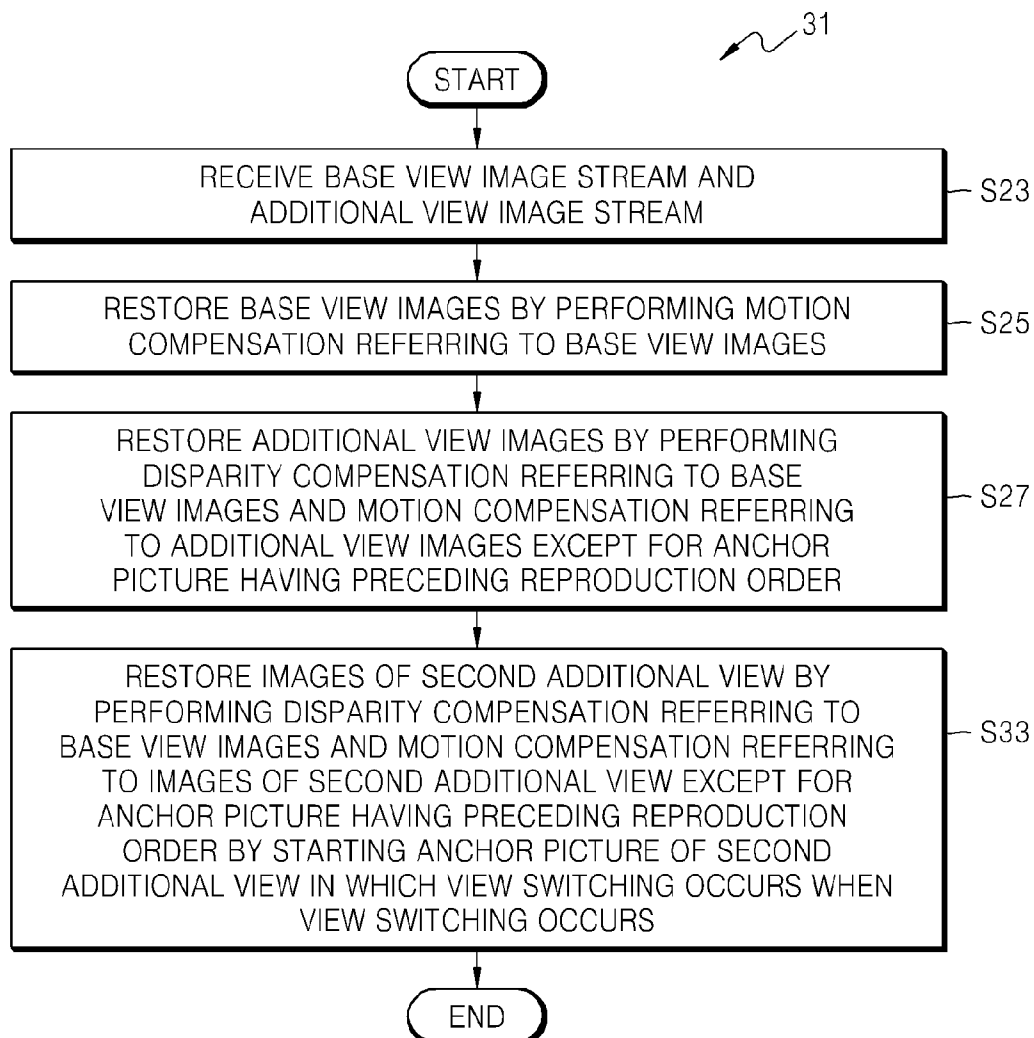 31
START
RECEIVE BASE VIEW IMAGE STREAM AND
ADDITIONAL VIEW IMAGE STREAM
S23
RESTORE BASE VIEW IMAGES BY PERFORMING MOTION
COMPENSATION REFERRING TO BASE VIEW IMAGES
S25
RESTORE ADDITIONAL VIEW IMAGES BY PERFORMING
DISPARITY COMPENSATION REFERRING TO BASE
VIEW IMAGES AND MOTION COMPENSATION REFERRING
TO ADDITIONAL VIEW IMAGES EXCEPT FOR ANCHOR
PICTURE HAVING PRECEDING REPRODUCTION ORDER
S27
RESTORE IMAGES OF SECOND ADDITIONAL VIEW BY
PERFORMING DISPARITY COMPENSATION REFERRING TO
BASE VIEW IMAGES AND MOTION COMPENSATION REFERRING
TO IMAGES OF SECOND ADDITIONAL VIEW EXCEPT FOR
ANCHOR PICTURE HAVING PRECEDING REPRODUCTION
ORDER BY STARTING ANCHOR PICTURE OF SECOND
ADDITIONAL VIEW IN WHICH VIEW SWITCHING OCCURS WHEN
VIEW SWITCHING OCCURS
S33
END